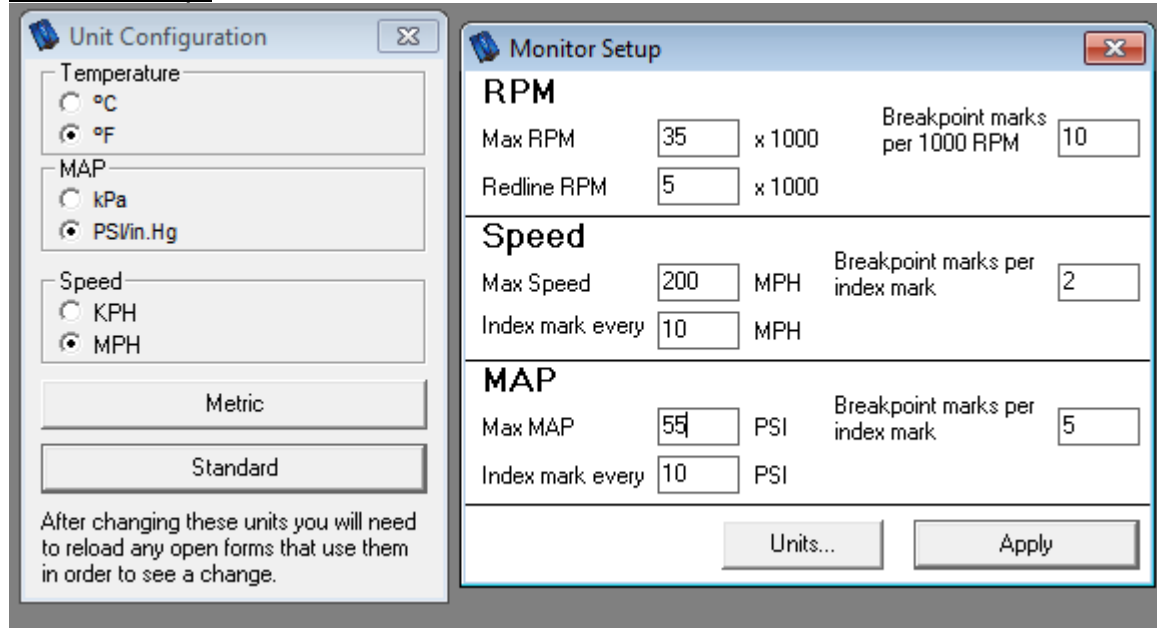 Unit Configuration
Temperature
ºC
ºF
MAP
kPa
PSI/in.Hg
Speed
KPH
MPH
Metric
Standard
After changing these units you will need
to reload any open forms that use them
in order to see a change.
Monitor Setup
RPM
Max RPM 35 x 1000 Breakpoint marks
per 1000 RPM 10
Redline RPM 5 x 1000
Speed
Max Speed 200 MPH Breakpoint marks per
index mark 2
Index mark every 10 MPH
MAP
Max MAP 55 PSI Breakpoint marks per
index mark 5
Index mark every 10 PSI
Units... Apply